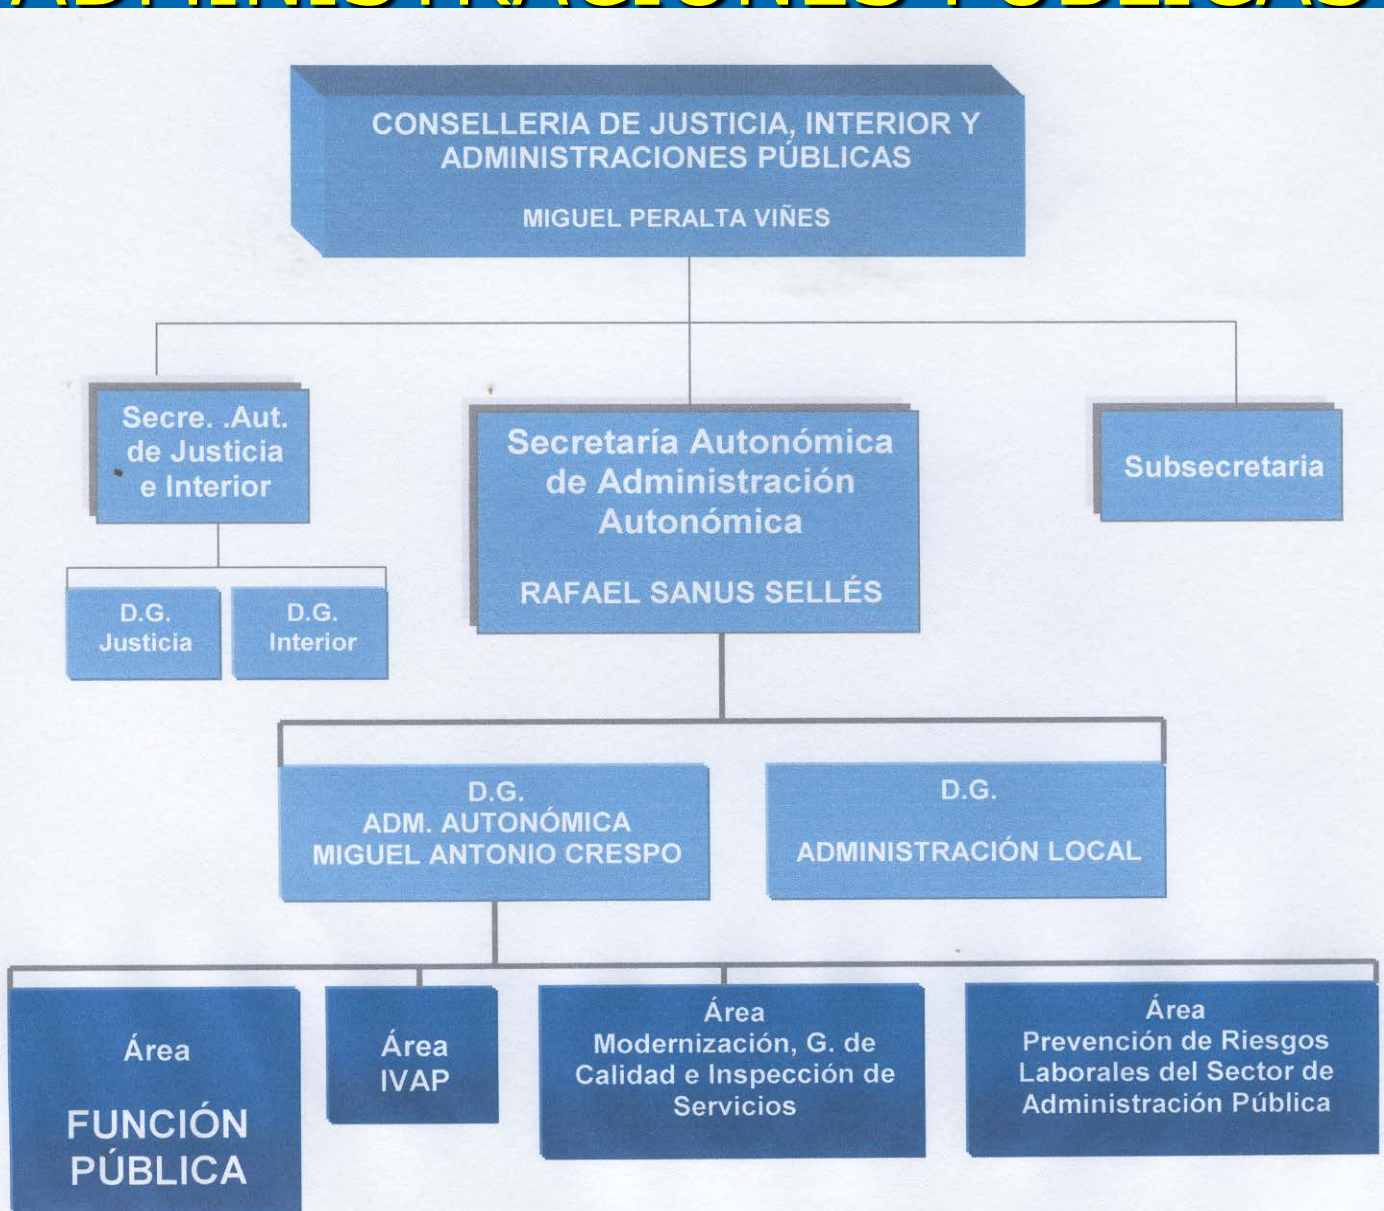 ADMINISTRACIONES PÚBLICAS
CONSELLERIA DE JUSTICIA, INTERIOR Y
ADMINISTRACIONES PÚBLICAS
MIGUEL PERALTA VIÑES
Secre. .Aut.
de Justicia
e Interior
Secretaría Autonómica
de Administración
Autonómica
RAFAEL SANUS SELLÉS
Subsecretaria
D.G.
Justicia
D.G.
Interior
D.G.
ADM. AUTONÓMICA
MIGUEL ANTONIO CRESPO
D.G.
ADMINISTRACIÓN LOCAL
Área
FUNCIÓN
PÚBLICA
Área
IVAP
Área
Modernización, G. de
Calidad e Inspección de
Servicios
Área
Prevención de Riesgos
Laborales del Sector de
Administración Pública